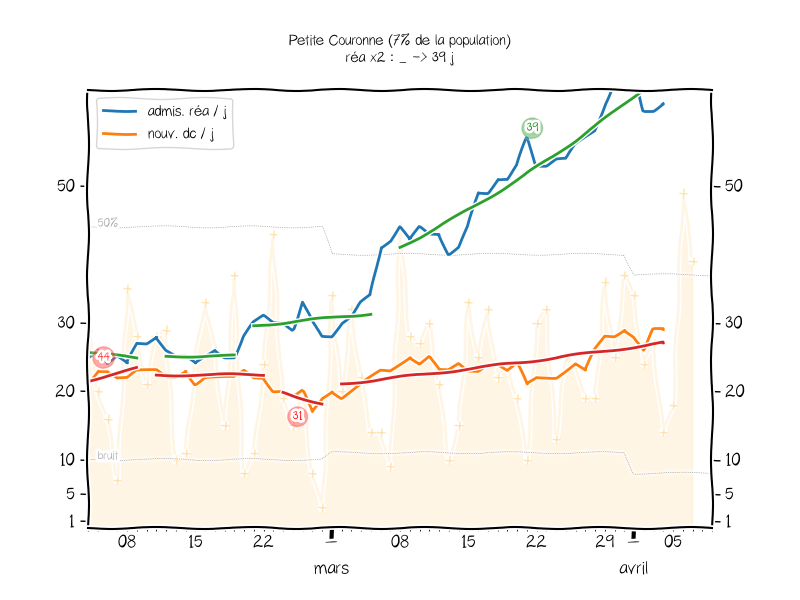 Petite Couronne (7% de la population)
réa x2 : _ -> 39 j
admis. réa / j
nouv. dc / j
39
50 50
50%
30 30
44
20 20
31
bruit
10 10
5 5
1 1
08 15 22 08 15 22 29 05
mars avril